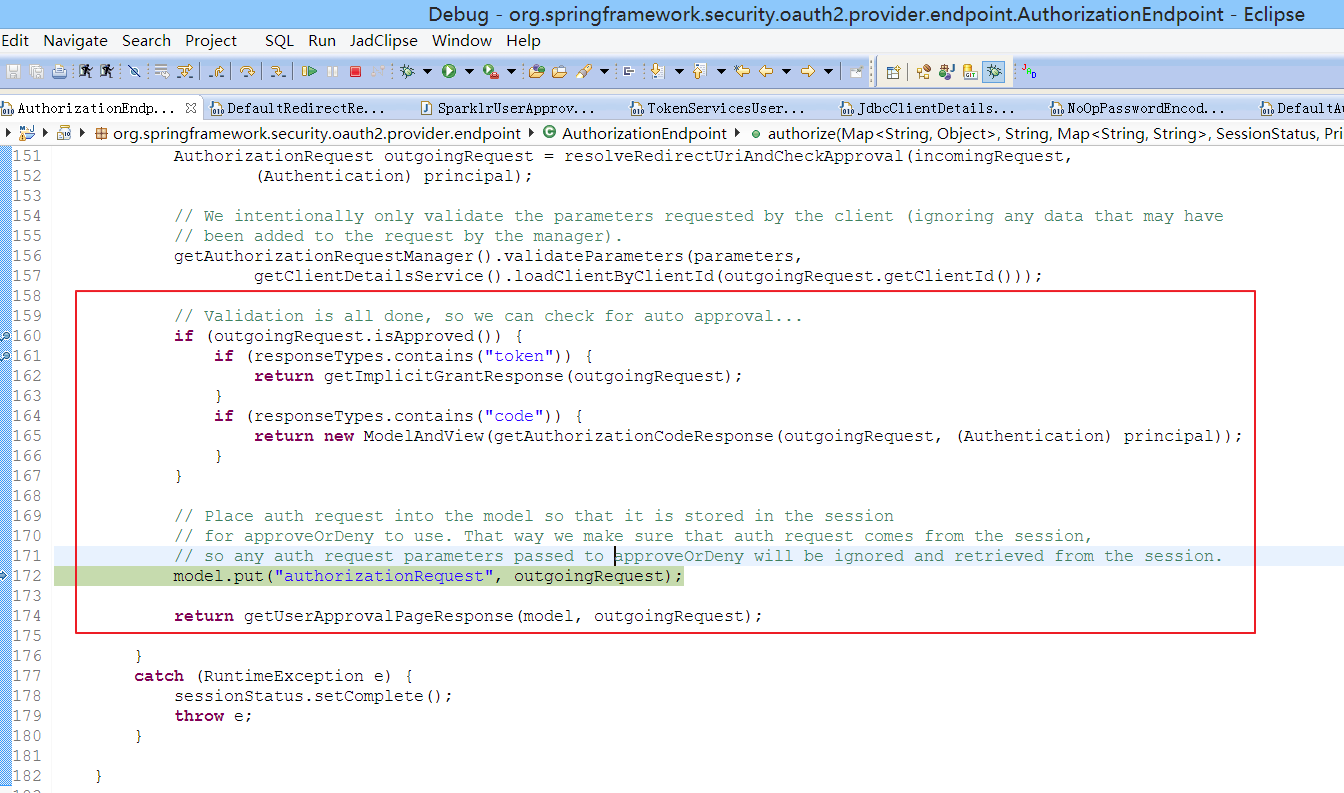 Debug - org.springframework.security.oauth2.provider.endpoint.AuthorizationEndpoint - Eclipse
Edit Navigate Search Project SQL Run JadClipse Window Help
AuthorizationEndp... DefaultRedirectRe... SparklrUserApprov... TokenServicesUser... JdbcClientDetails... NoOpPasswordEncod... DefaultAu
org.springframework.security.oauth2.provider.endpoint AuthorizationEndpoint authorize(Map<String, Object>, String, Map<String, String>, SessionStatus, Pri
151 AuthorizationRequest outgoingRequest = resolveRedirectUriAndCheckApproval(incomingRequest,
152 (Authentication) principal);
153
154 // We intentionally only validate the parameters requested by the client (ignoring any data that may have
155 // been added to the request by the manager).
156 getAuthorizationRequestManager().validateParameters(parameters,
157 getClientDetailsService().loadClientByClientId(outgoingRequest.getClientId()));
158
159 // Validation is all done, so we can check for auto approval...
160 if (outgoingRequest.isApproved()) {
161 if (responseTypes.contains("token")) {
162 return getImplicitGrantResponse(outgoingRequest);
163 }
164 if (responseTypes.contains("code")) {
165 return new ModelAndView(getAuthorizationCodeResponse(outgoingRequest, (Authentication) principal));
166 }
167 }
168
169 // Place auth request into the model so that it is stored in the session
170 // for approveOrDeny to use. That way we make sure that auth request comes from the session,
171 // so any auth request parameters passed to approveOrDeny will be ignored and retrieved from the session.
172 model.put("authorizationRequest", outgoingRequest);
173
174 return getUserApprovalPageResponse(model, outgoingRequest);
175
176 }
177 catch (RuntimeException e) {
178 sessionStatus.setComplete();
179 throw e;
180 }
181
182 }